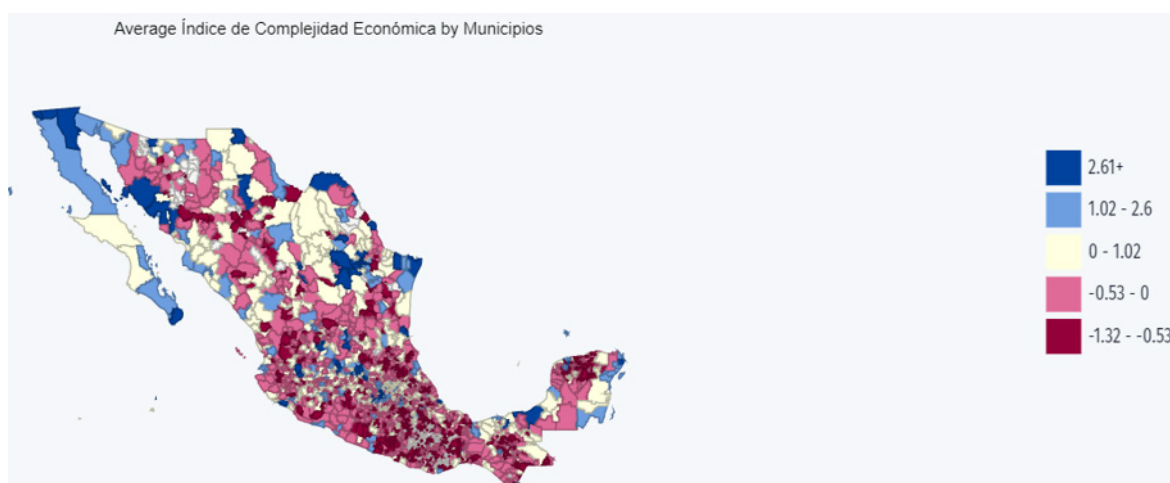 Average Índice de Complejidad Económica by Municipios
2.61+
1.02 - 2.6
0 - 1.02
-0.53 - 0
-1.32 - -0.53